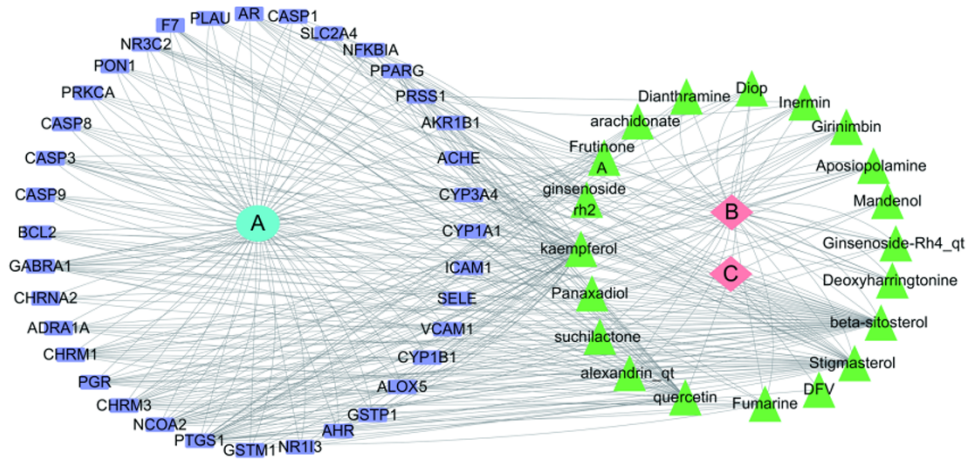 AR
CASP1
SLC2A4
NFKBIA
PPARG
PRSS1
AKR1B1
ACHE
CYP3A4
CYP1A1
ICAM1
SELE
VCAM1
CYP1B1
ALOX5
GSTP1
AHR
NR1I3
GSTM1
PTGS1
NCOA2
CHRM3
PGR
CHRM1
ADRA1A
CHRNA2
GABRA1
BCL2
CASP9
CASP3
CASP8
PRKCA
PON1
NR3C2
F7
PLAU
A
Diop
Inermin
Girinimbin
Aposiopolamine
Mandenol
Ginsenoside-Rh4_qt
Deoxyharringtonine
beta-sitosterol
Stigmasterol
DFV
Fumarine
quercetin
alexandrin_qt
suchilactone
Panaxadiol
kaempferol
ginsenoside
rh2
Frutinone
A
arachidonate
Dianthramine
B
C